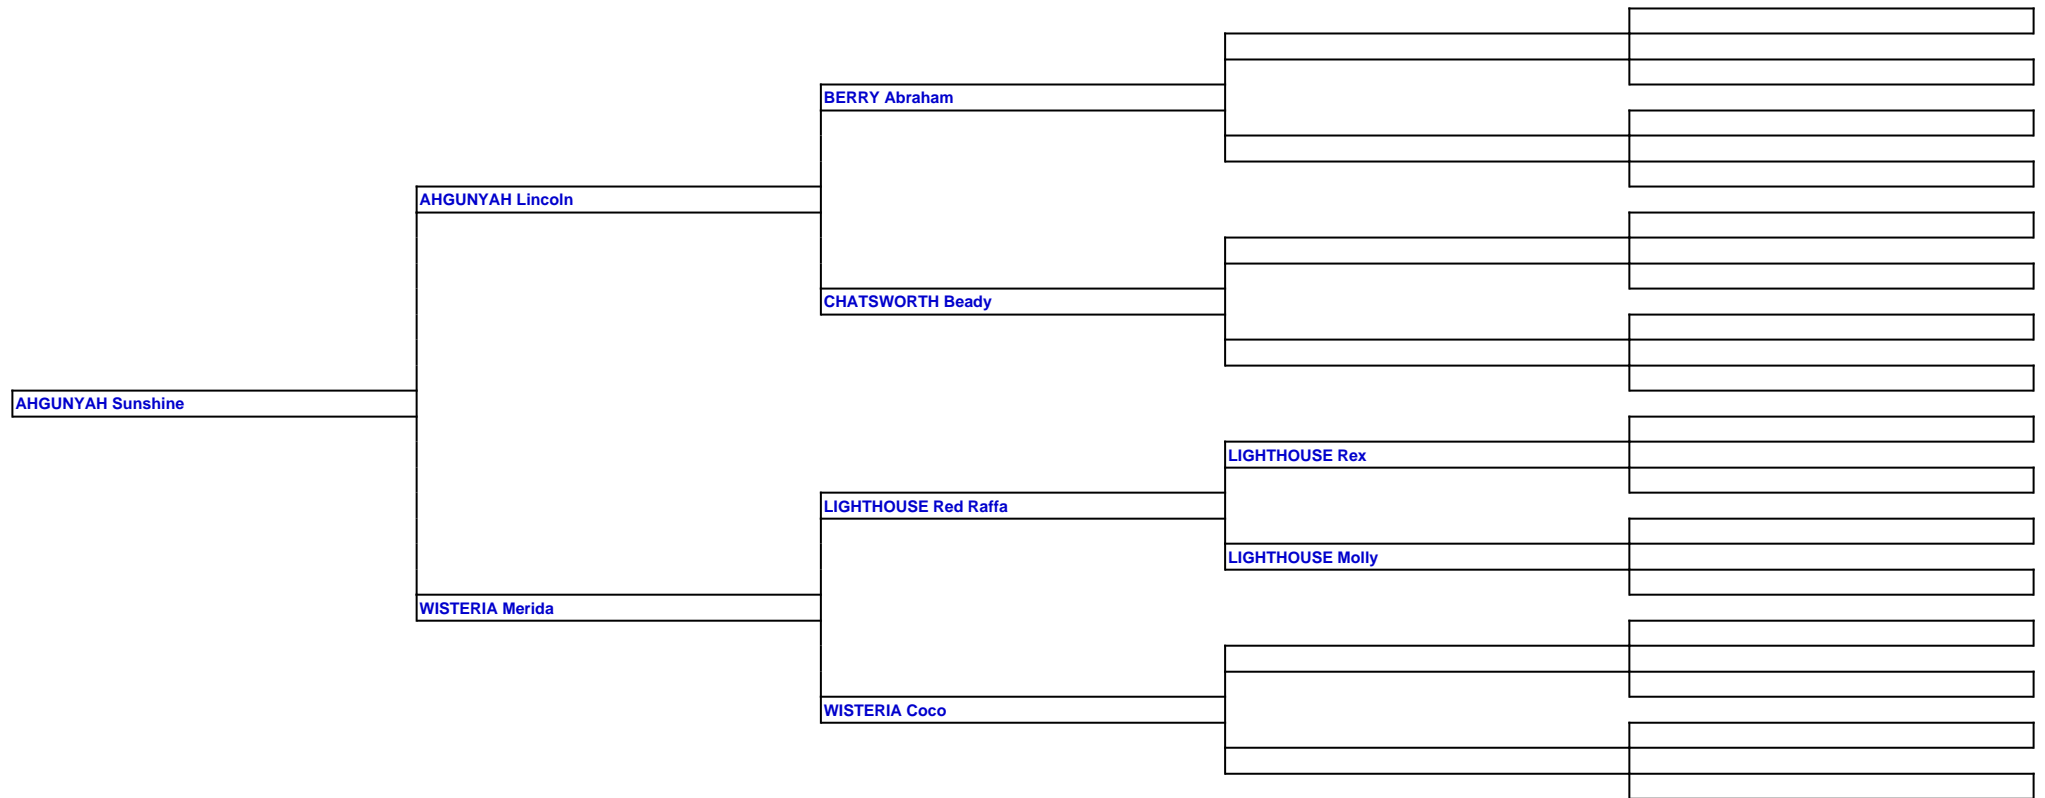 BERRY Abraham
AHGUNYAH Lincoln
CHATSWORTH Beady
AHGUNYAH Sunshine
LIGHTHOUSE Rex
LIGHTHOUSE Red Raffa
LIGHTHOUSE Molly
WISTERIA Merida
WISTERIA Coco